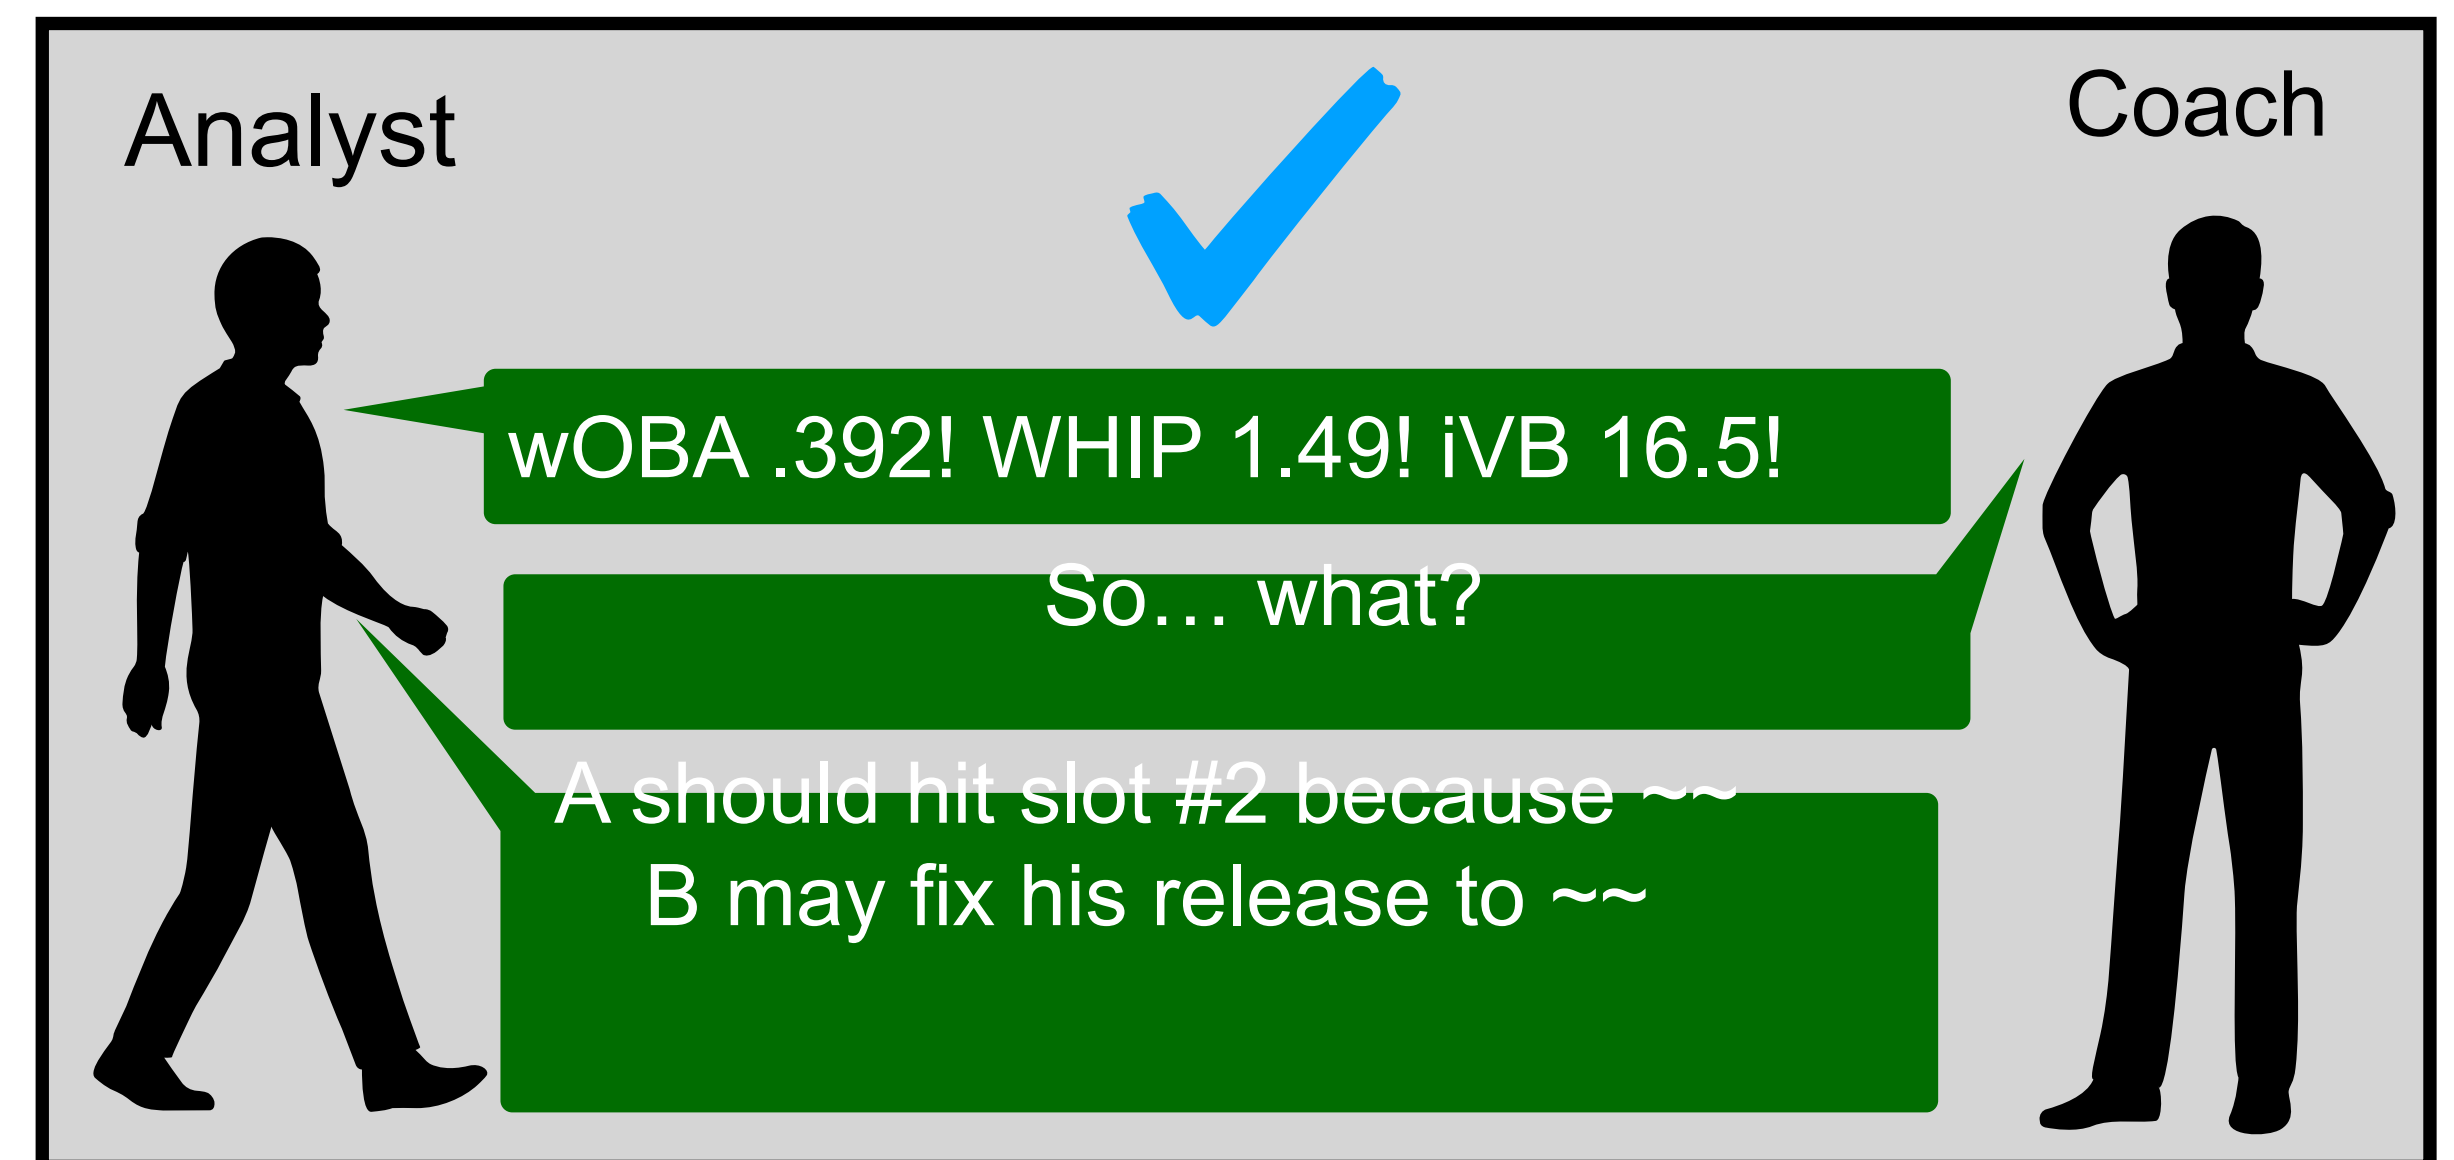 Analyst
Coach
wOBA .392! WHIP 1.49! iVB 16.5!
So… what?
A should hit slot #2 because ~~
B may fix his release to ~~